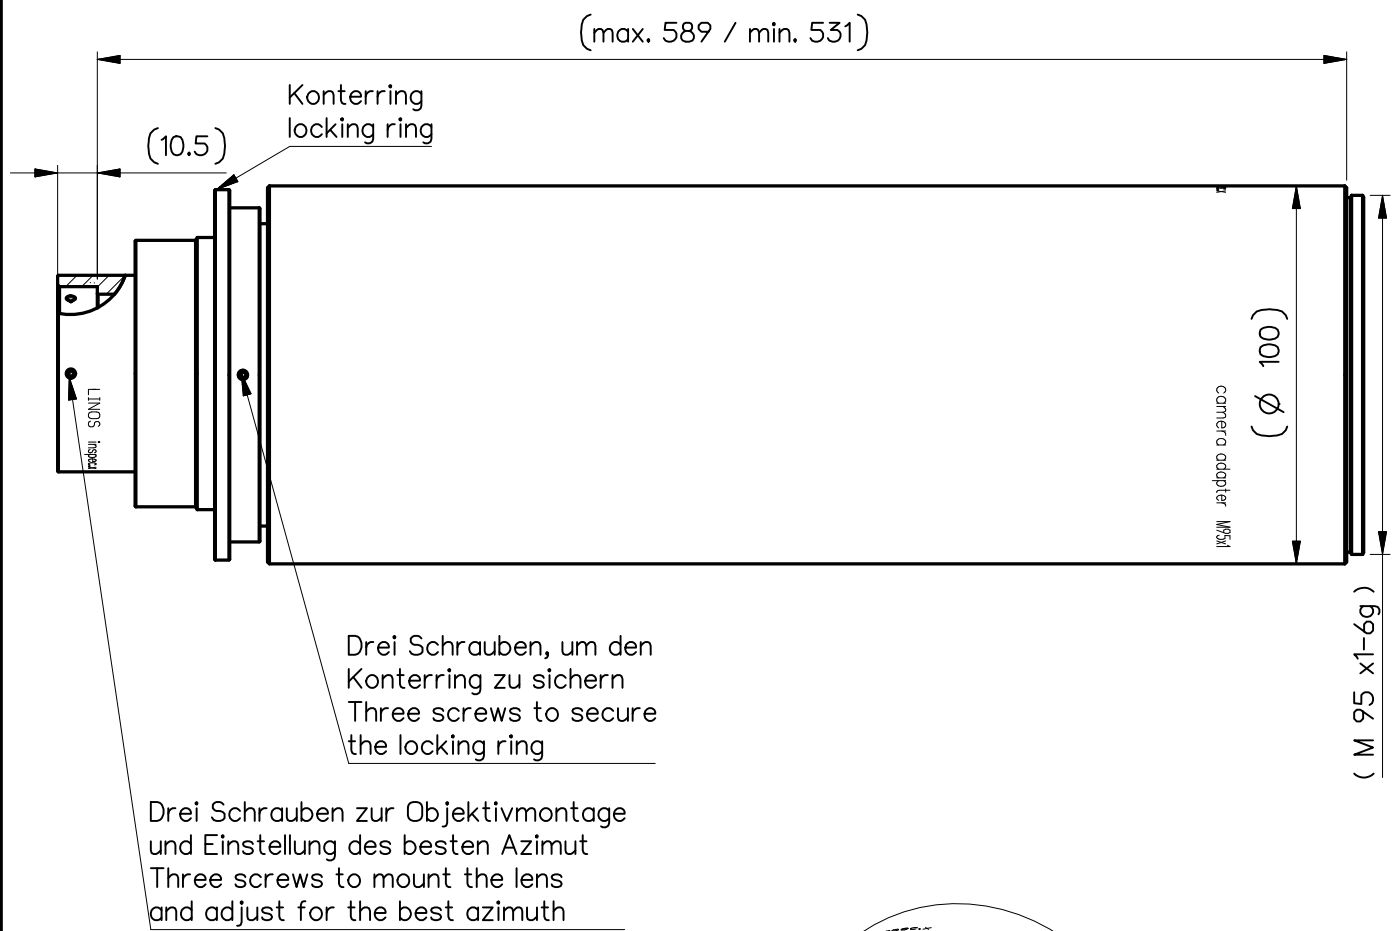 (max. 589 / min. 531)
Konterring
locking ring
(10.5)
LINOS inspec.x
camera adapter M95x1
(Ø 100)
(M 95 x1-6g)
Drei Schrauben, um den
Konterring zu sichern
Three screws to secure
the locking ring
Drei Schrauben zur Objektivmontage
und Einstellung des besten Azimut
Three screws to mount the lens
and adjust for the best azimuth